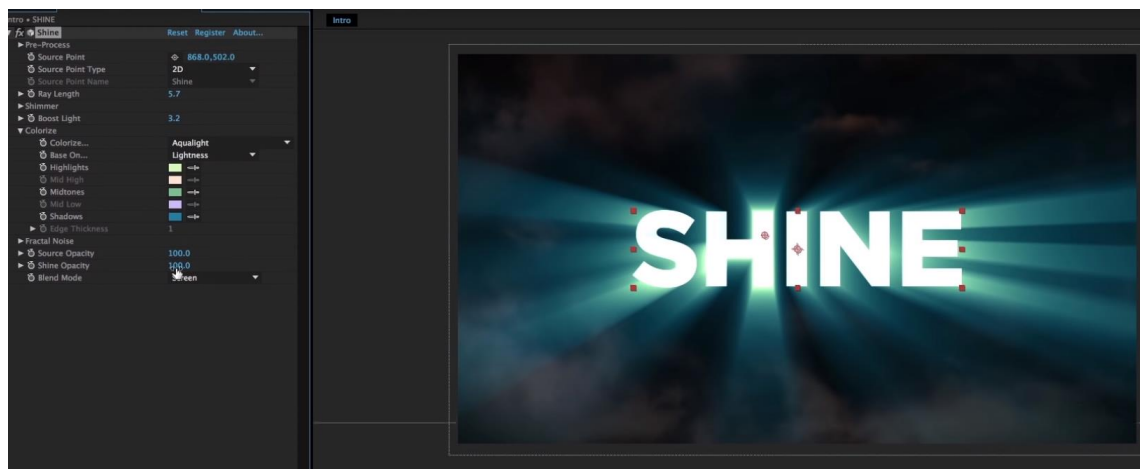 Intro • SHINE
Intro
fx Shine Reset Register About...
Pre-Process
Source Point 868.0,502.0
Source Point Type 2D
Source Point Name Shine
Ray Length 5.7
Shimmer
Boost Light 3.2
Colorize
Colorize... Aqualight
Base On... Lightness
Highlights
Mid High
Midtones
Mid Low
Shadows
Edge Thickness 1
Fractal Noise
Source Opacity 100.0
Shine Opacity 100.0
Blend Mode Screen
SHINE